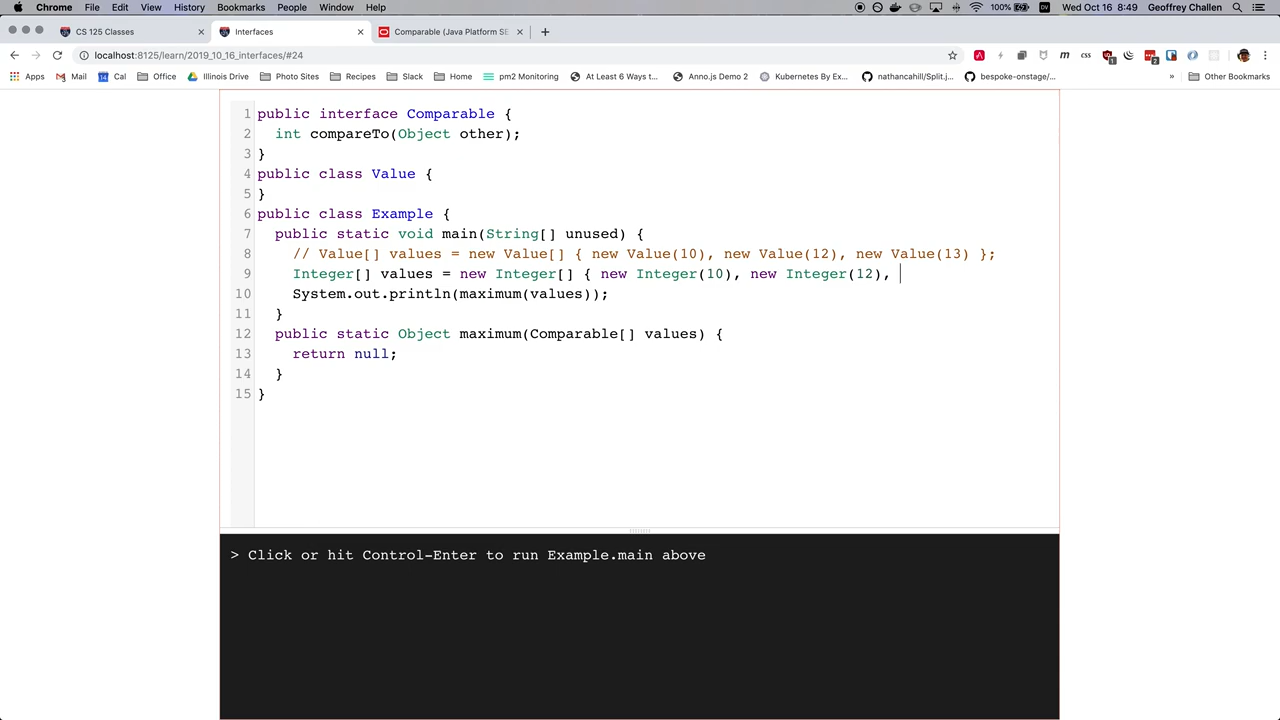 Chrome File Edit View History Bookmarks People Window Help 100% Wed Oct 16 8:49 Geoffrey Challen
CS 125 Classes Interfaces Comparable (Java Platform SE
localhost:8125/learn/2019_10_16_interfaces/#24
Apps Mail Cal Office Illinois Drive Photo Sites Recipes Slack Home pm2 Monitoring At Least 6 Ways t... Anno.js Demo 2 Kubernetes By Ex... nathancahill/Split.j... bespoke-onstage/... » Other Bookmarks
1 public interface Comparable {
2 int compareTo(Object other);
3 }
4 public class Value {
5 }
6 public class Example {
7 public static void main(String[] unused) {
8 // Value[] values = new Value[] { new Value(10), new Value(12), new Value(13) };
9 Integer[] values = new Integer[] { new Integer(10), new Integer(12),
10 System.out.println(maximum(values));
11 }
12 public static Object maximum(Comparable[] values) {
13 return null;
14 }
15 }
> Click or hit Control-Enter to run Example.main above